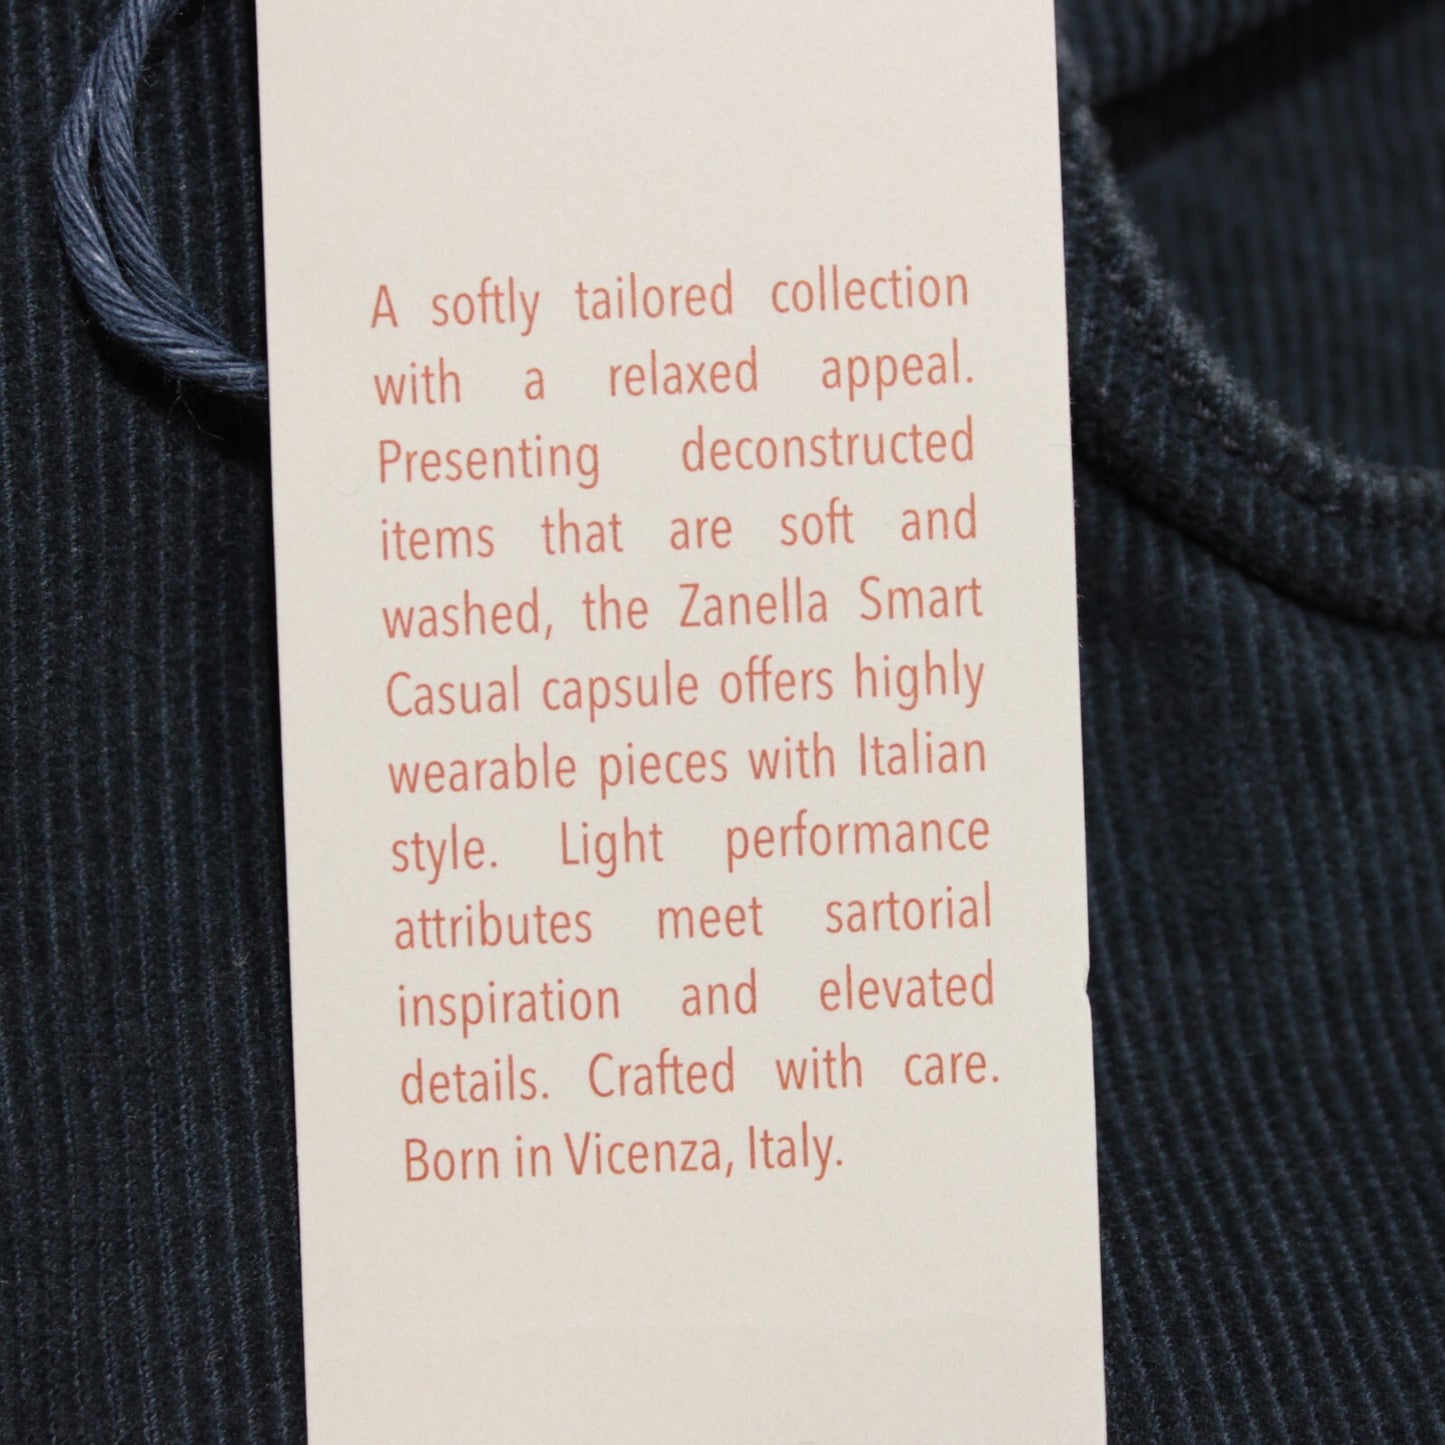 A softly tailored collection
with a relaxed appeal.
Presenting deconstructed
items that are soft and
washed, the Zanella Smart
Casual capsule offers highly
wearable pieces with Italian
style. Light performance
attributes meet sartorial
inspiration and elevated
details. Crafted with care.
Born in Vicenza, Italy.